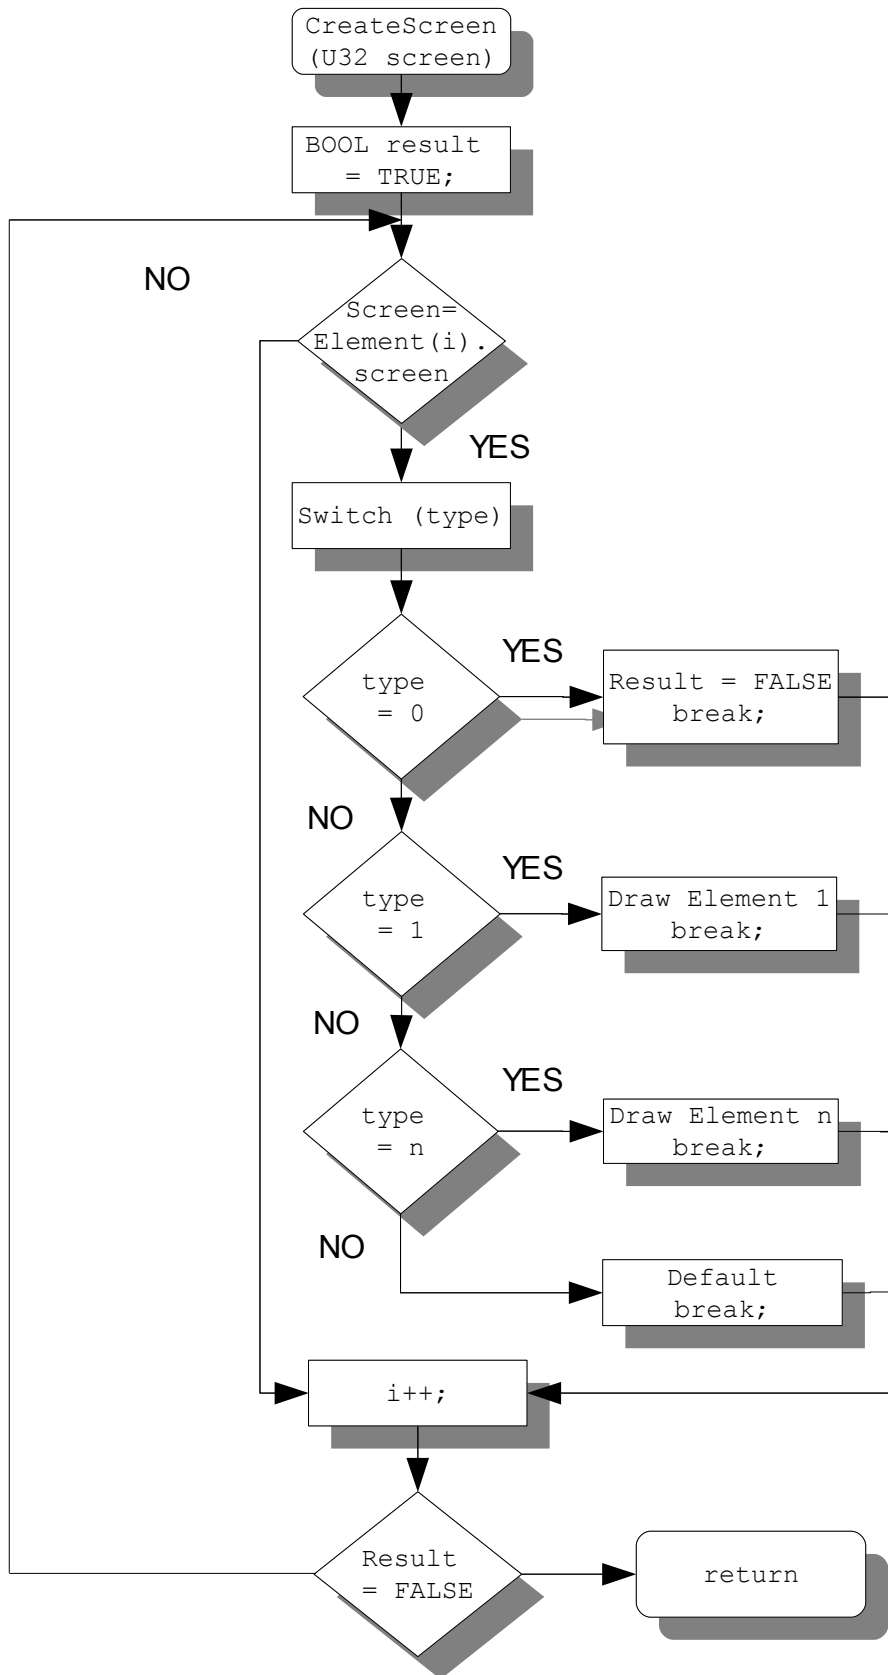 CreateScreen
(U32 screen)
BOOL result
= TRUE;
NO
Screen=
Element(i).
screen
YES
Switch (type)
type
= 0
YES
Result = FALSE
break;
NO
type
= 1
YES
Draw Element 1
break;
NO
type
= n
YES
Draw Element n
break;
NO
Default
break;
i++;
Result
= FALSE
return